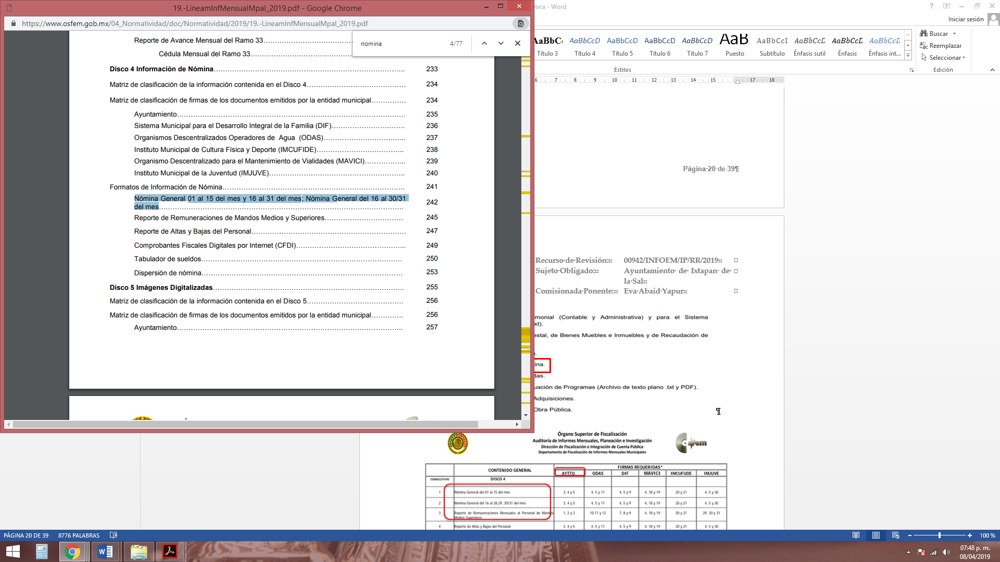 19.-LineamInfMensualMpal_2019.pdf - Google Chrome
https://www.osfem.gob.mx/04_Normatividad/doc/Normatividad/2019/19.-LineamInfMensualMpal_2019.pdf
nomina 4/77
Reporte de Avance Mensual del Ramo 33
Cédula Mensual del Ramo 33
Disco 4 Información de Nómina 233
Matriz de clasificación de la información contenida en el Disco 4 234
Matriz de clasificación de firmas de los documentos emitidos por la entidad municipal 234
Ayuntamiento 235
Sistema Municipal para el Desarrollo Integral de la Familia (DIF) 236
Organismos Descentralizados Operadores de Agua (ODAS) 237
Instituto Municipal de Cultura Física y Deporte (IMCUFIDE) 238
Organismo Descentralizado para el Mantenimiento de Vialidades (MAVICI) 239
Instituto Municipal de la Juventud (IMJUVE) 240
Formatos de Información de Nómina 241
Nómina General 01 al 15 del mes y 16 al 31 del mes; Nómina General del 16 al 30/31
del mes 242
Reporte de Remuneraciones de Mandos Medios y Superiores 245
Reporte de Altas y Bajas del Personal 247
Comprobantes Fiscales Digitales por Internet (CFDI) 249
Tabulador de sueldos 250
Dispersión de nómina 253
Disco 5 Imágenes Digitalizadas 255
Matriz de clasificación de la información contenida en el Disco 5 256
Matriz de clasificación de firmas de los documentos emitidos por la entidad municipal 256
Ayuntamiento 257
voca - Word
Iniciar sesión
AaBbC AaBbCcD AaBbCcD AaBbCcD AaBbCcD AaB AaBbCcI AaBbCcD AaBbCcD AaBbCcD
Título 3 Título 4 Título 5 Título 6 Título 7 Puesto Subtítulo Énfasis sutil Énfasis Énfasis int...
Estilos
Buscar
Reemplazar
Seleccionar
Edición
6 7 8 9 10 11 12 13 14 15 17 18
Página 20 de 39¶
Recurso·de·Revisión:¤ 00942/INFOEM/IP/RR/2019¤ ¤
Sujeto·Obligado:¤ Ayuntamiento· de· Ixtapan· de· ¤
la·Sal¤
Comisionada·Ponente:¤ Eva·Abaid·Yapur¤ ¤
monial (Contable y Administrativa) y para el Sistema
xt).
estal, de Bienes Muebles e Inmuebles y de Recaudación de
ina.
das.
uación de Programas (Archivo de texto plano .txt y PDF).
Adquisiciones.
Obra Pública.
¶
Órgano Superior de Fiscalización
Auditoría de Informes Mensuales, Planeación e Investigación
Dirección de Fiscalización e Integración de Cuenta Pública
Departamento de Fiscalización de Informes Mensuales Municipales
osfem
CONTENIDO GENERAL FIRMAS REQUERIDAS*
AYTTO ODAS DIF MAVICI IMCUFUDE IMJUVE
CONSECUTIVO DISCO 4
1 Nómina General del 01 al 15 del mes 3, 4 y 5 4, 5 y 11 4, 5 y 9 4, 18 y 19 20 y 21 4, 5 y 30
2 Nómina General del 16 al 28,29, 30/31 del mes 3, 4 y 5 4, 5 y 11 4, 5 y 9 4, 18 y 19 20 y 21 4, 5 y 30
3 Reporte de Remuneraciones Mensuales al Personal de Mandos
Medios Superiores 1, 2 y 3 10,11 y 12 7, 8 y 9 4, 18 y 19 20 y 21 29, 30 y 31
4 Reporte de Altas y Bajas del Personal 3, 4 y 5 4, 5 y 11 4, 5 y 9 4, 18 y 19 20 y 21 4, 5 y 30
PÁGINA 20 DE 39 8776 PALABRAS 100 %
07:48 p. m.
08/04/2019